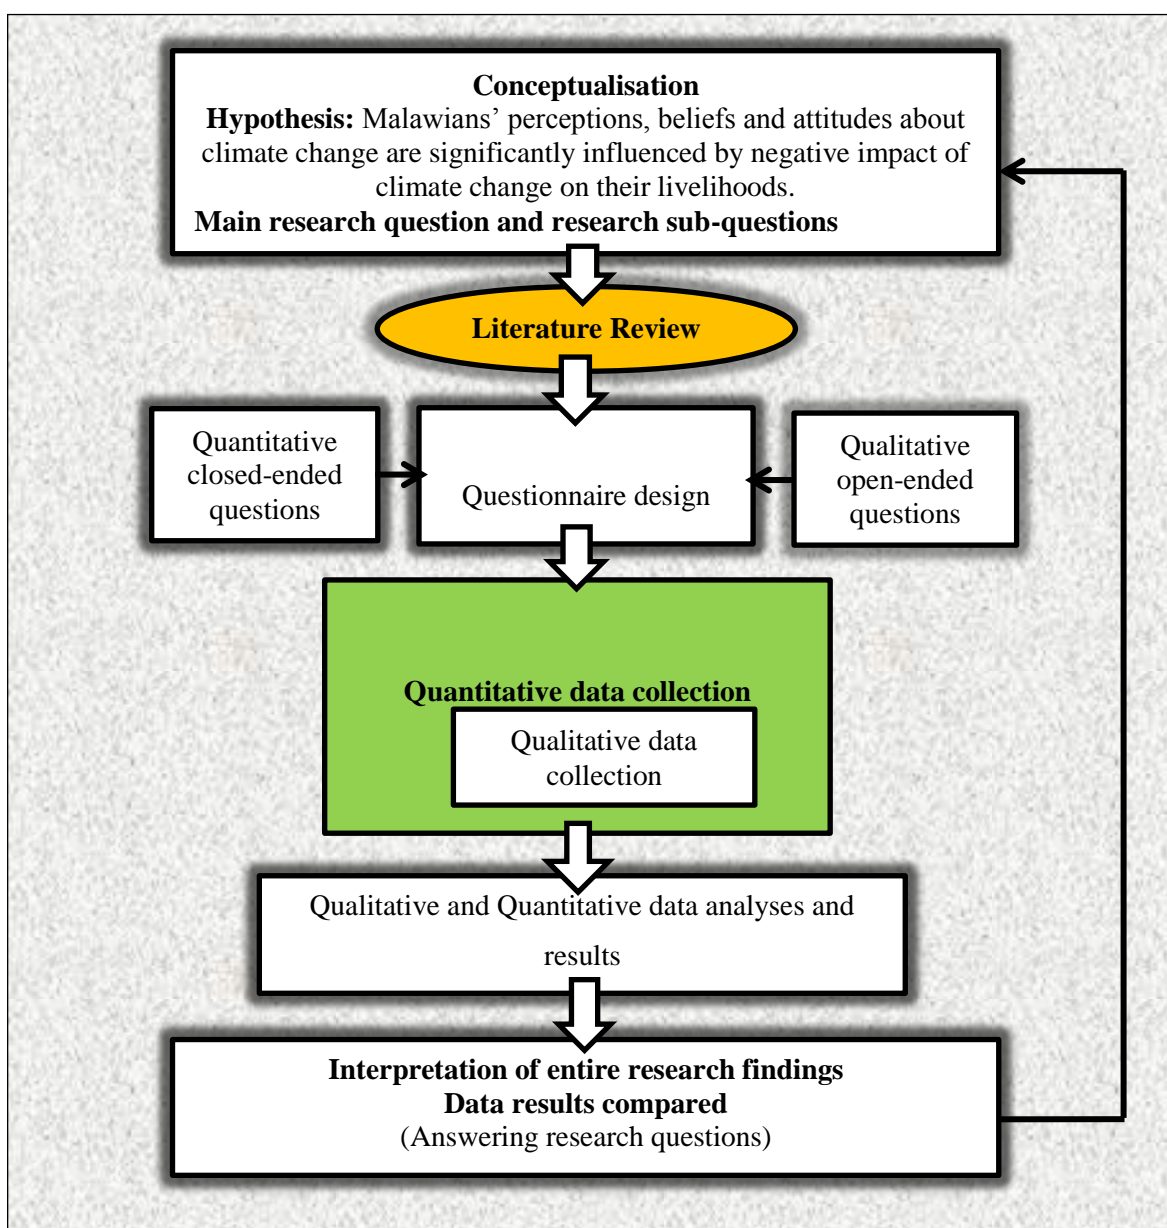 Conceptualisation
Hypothesis: Malawians’ perceptions, beliefs and attitudes about
climate change are significantly influenced by negative impact of
climate change on their livelihoods.
Main research question and research sub-questions
Literature Review
Quantitative
closed-ended
questions
Questionnaire design
Qualitative
open-ended
questions
Quantitative data collection
Qualitative data
collection
Qualitative and Quantitative data analyses and
results
Interpretation of entire research findings
Data results compared
(Answering research questions)